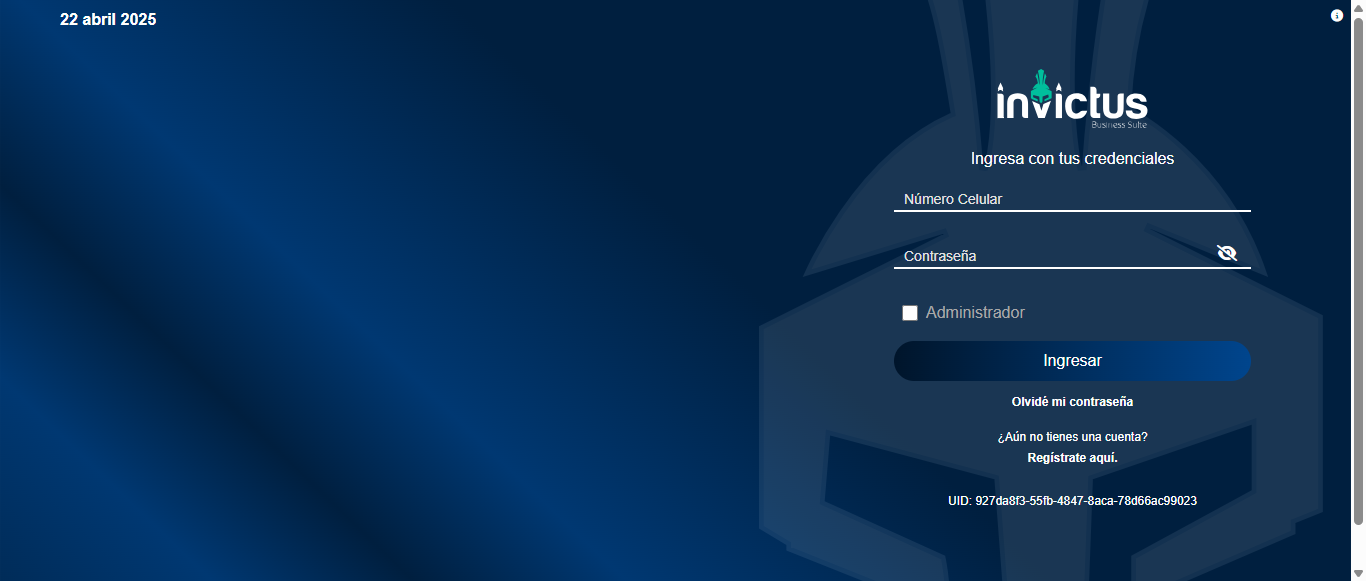 22 abril 2025
invictus
Business Suite
Ingresa con tus credenciales
Número Celular
Contraseña
Administrador
Ingresar
Olvidé mi contraseña
¿Aún no tienes una cuenta?
Regístrate aquí.
UID: 927da8f3-55fb-4847-8aca-78d66ac99023